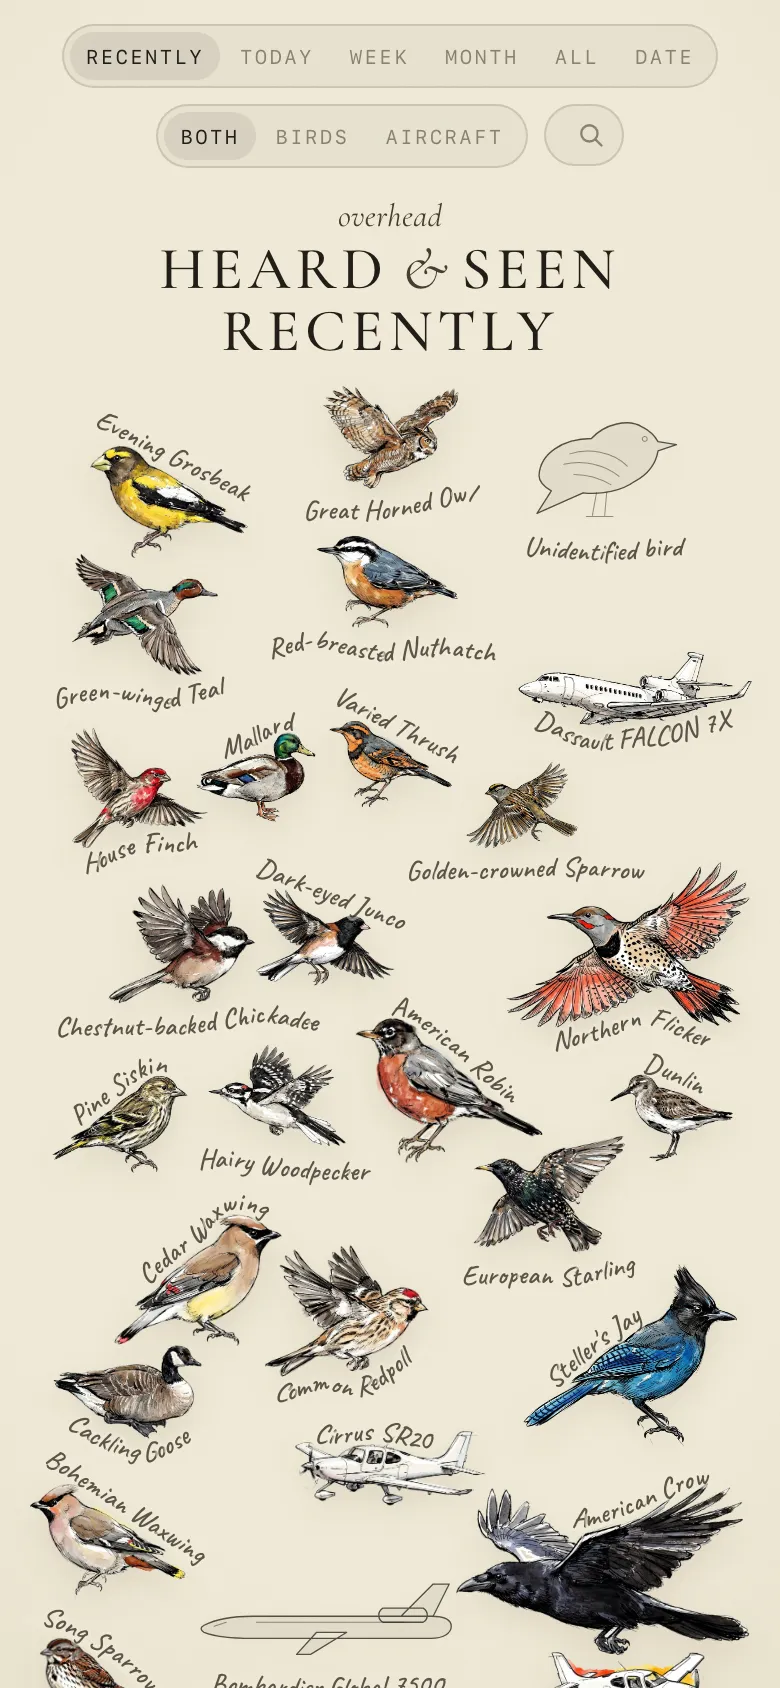 RECENTLY TODAY WEEK MONTH ALL DATE
BOTH BIRDS AIRCRAFT
overhead
HEARD & SEEN
RECENTLY
Evening Grosbeak
Great Horned Owl
Unidentified bird
Red-breasted Nuthatch
Green-winged Teal
Dassault FALCON 7X
Mallard
Varied Thrush
House Finch
Golden-crowned Sparrow
Dark-eyed Junco
Chestnut-backed Chickadee
Northern Flicker
American Robin
Pine Siskin
Dunlin
Hairy Woodpecker
Cedar Waxwing
European Starling
Steller's Jay
Common Redpoll
Cackling Goose
Cirrus SR20
Bohemian Waxwing
American Crow
Song Sparrow
Bombardier Global 7500